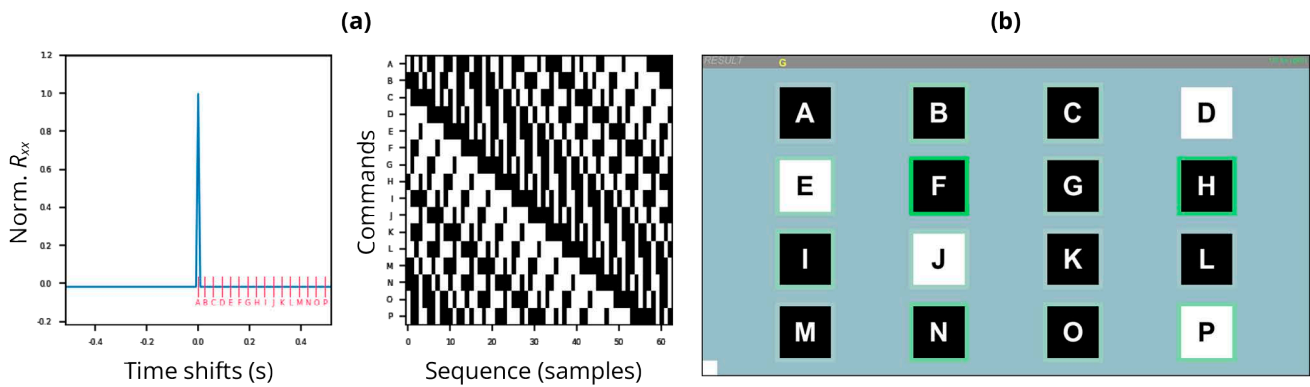 (a)
(b)
Norm. Rxx
1.2
1.0
0.8
0.6
0.4
0.2
0.0
-0.2
A B C D E F G H I J K L M N O P
-0.4 -0.2 0.0 0.2 0.4
Time shifts (s)
Commands
A
B
C
D
E
F
G
H
I
J
K
L
M
N
O
P
0 10 20 30 40 50 60
Sequence (samples)
RESULT G
A B C D
E F G H
I J K L
M N O P